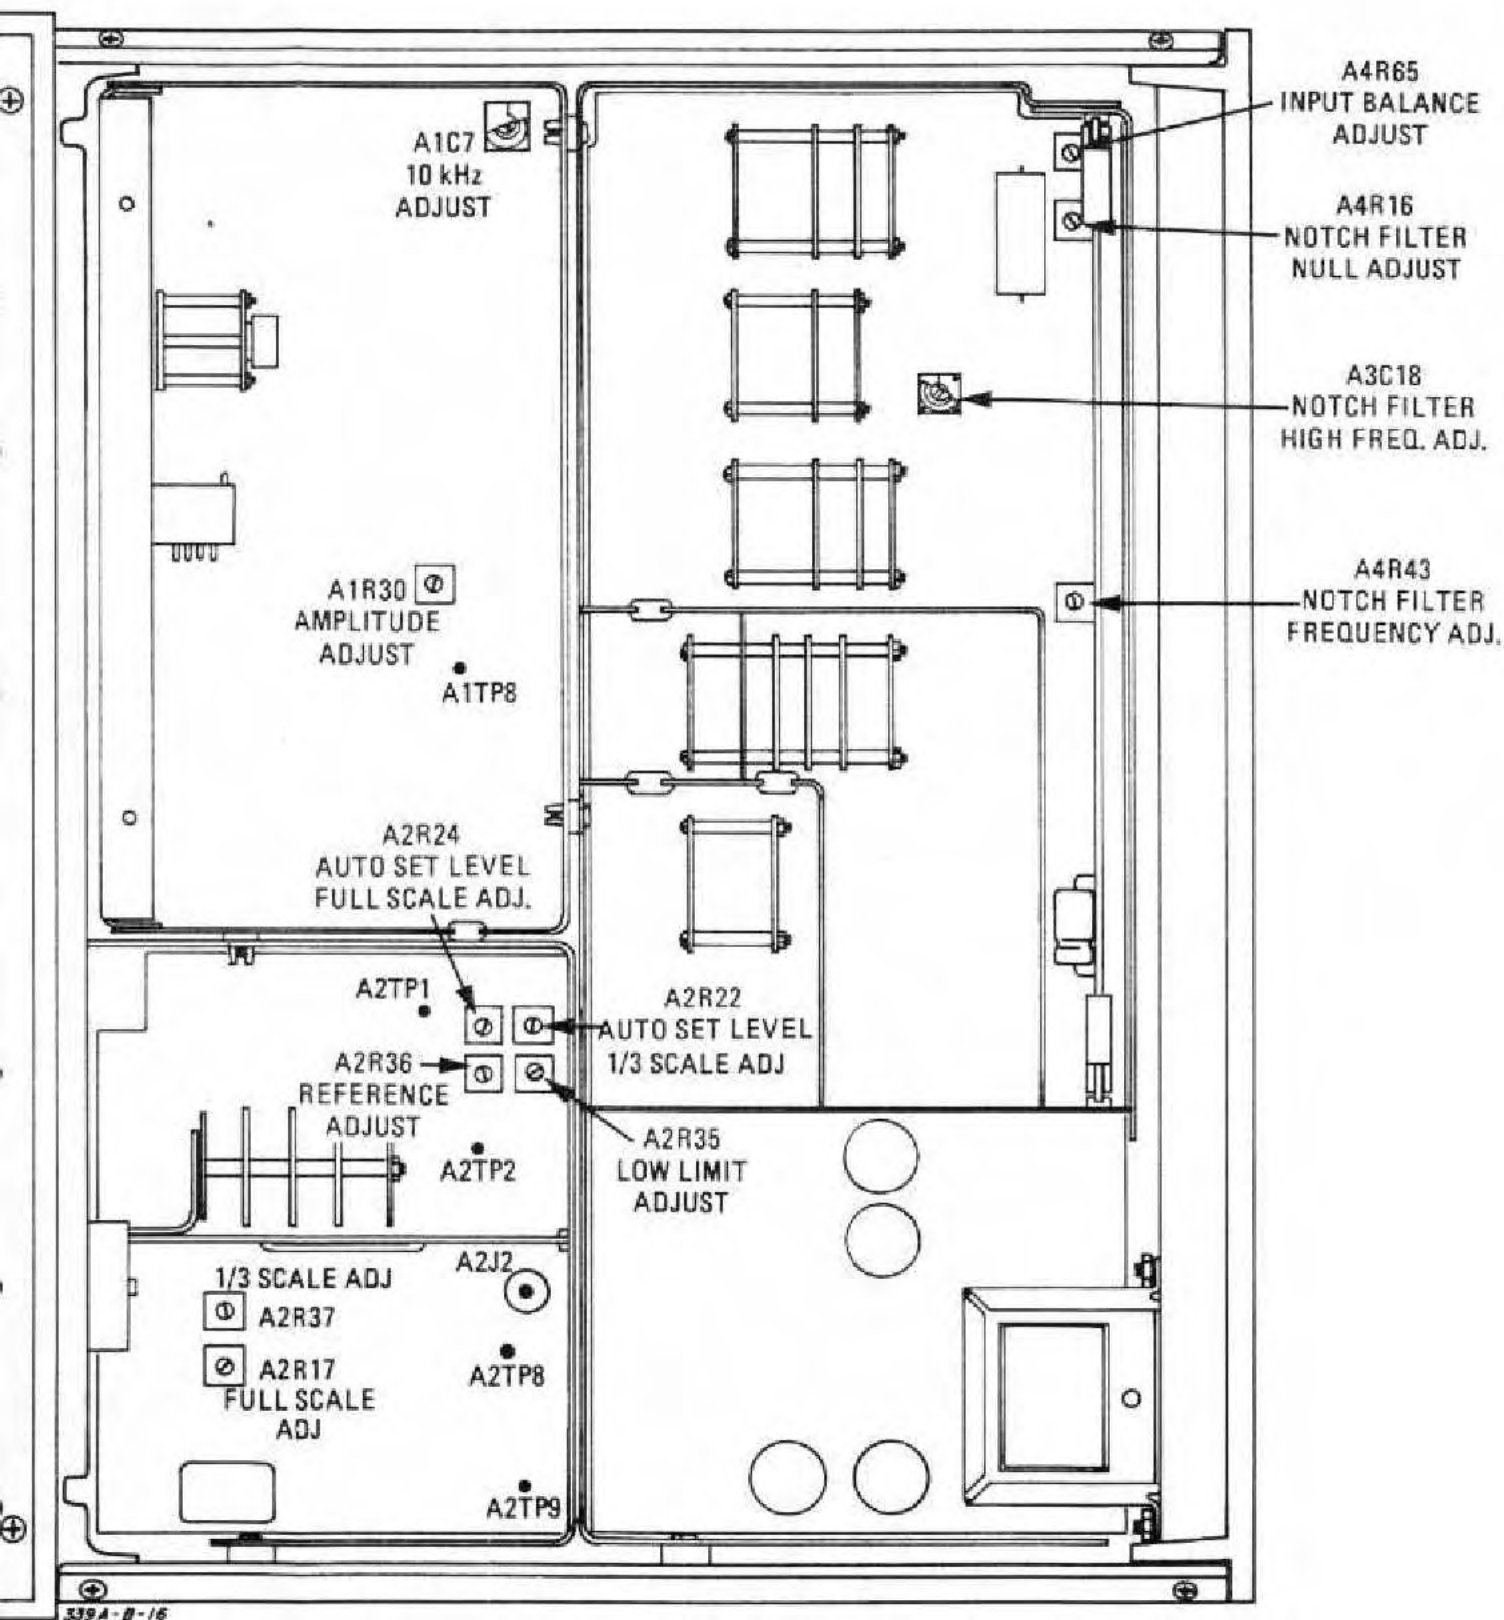 A4R65
INPUT BALANCE
ADJUST
A1C7
10 kHz
ADJUST
A4R16
NOTCH FILTER
NULL ADJUST
A3C18
NOTCH FILTER
HIGH FREQ. ADJ.
A4R43
NOTCH FILTER
FREQUENCY ADJ.
A1R30
AMPLITUDE
ADJUST
A1TP8
A2R24
AUTO SET LEVEL
FULL SCALE ADJ.
A2TP1
A2R22
AUTO SET LEVEL
1/3 SCALE ADJ
A2R36
REFERENCE
ADJUST
A2TP2
A2R35
LOW LIMIT
ADJUST
A2J2
1/3 SCALE ADJ
A2R37
A2R17
FULL SCALE
ADJ
A2TP8
A2TP9
339A-B-16